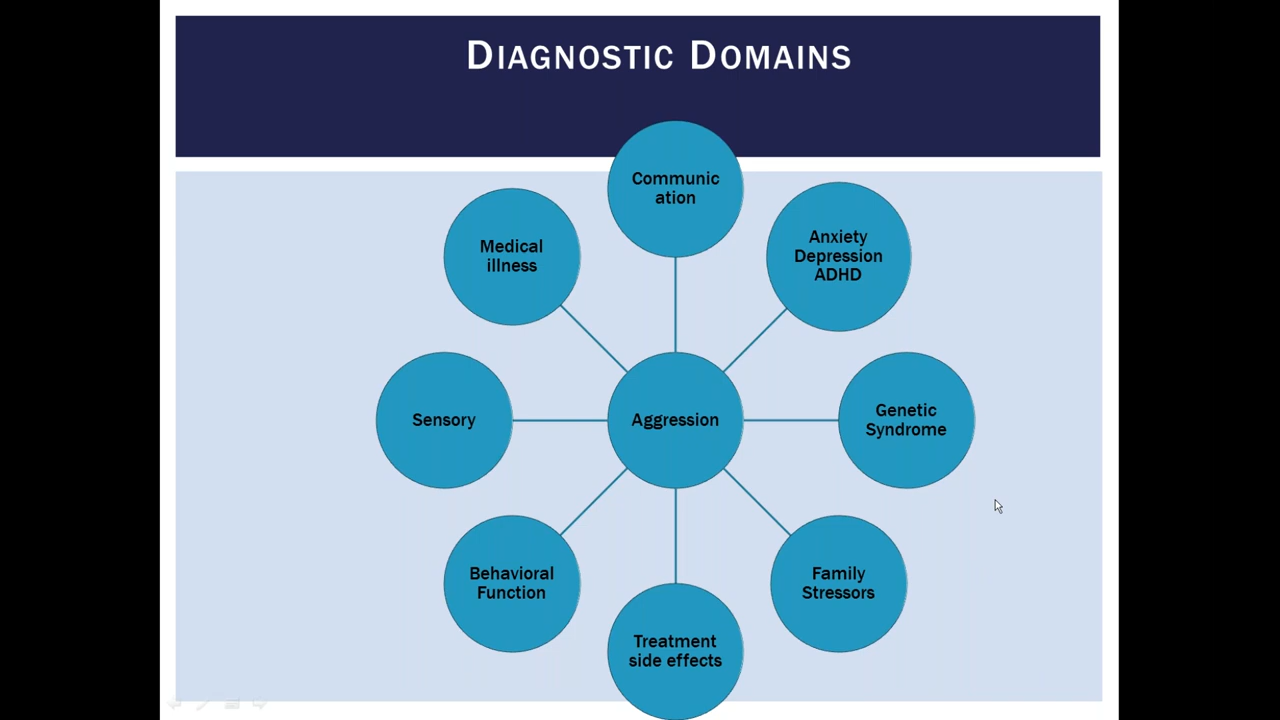 DIAGNOSTIC DOMAINS
Communic
ation
Anxiety
Depression
ADHD
Genetic
Syndrome
Family
Stressors
Treatment
side effects
Behavioral
Function
Sensory
Medical
illness
Aggression